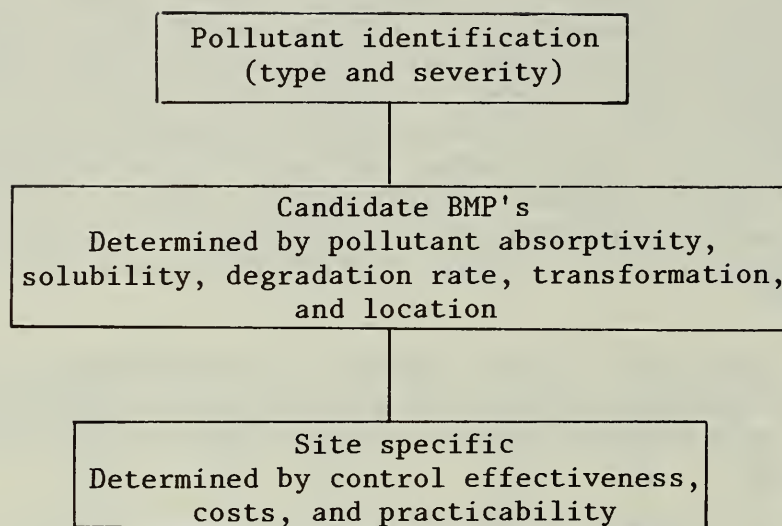 Pollutant identification
(type and severity)
Candidate BMP's
Determined by pollutant absorptivity,
solubility, degradation rate, transformation,
and location
Site specific
Determined by control effectiveness,
costs, and practicability